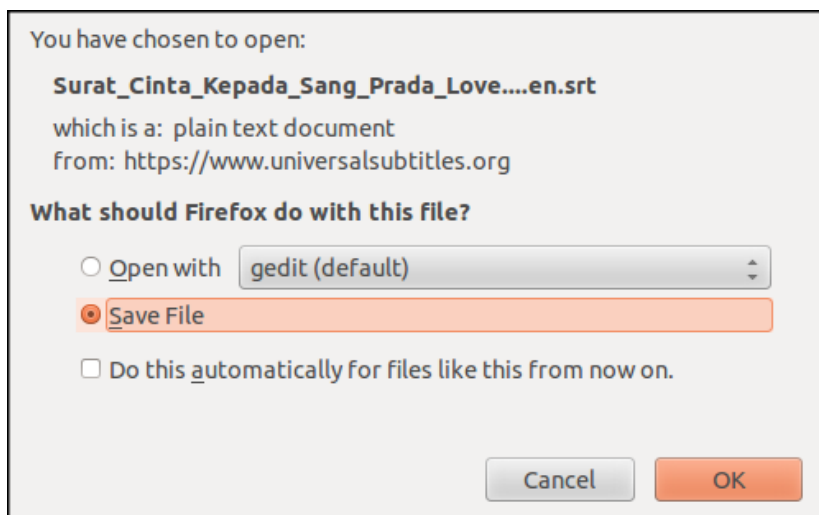 You have chosen to open:
Surat_Cinta_Kepada_Sang_Prada_Love....en.srt
which is a: plain text document
from: https://www.universalsubtitles.org
What should Firefox do with this file?
Open with gedit (default)
Save File
Do this automatically for files like this from now on.
Cancel OK